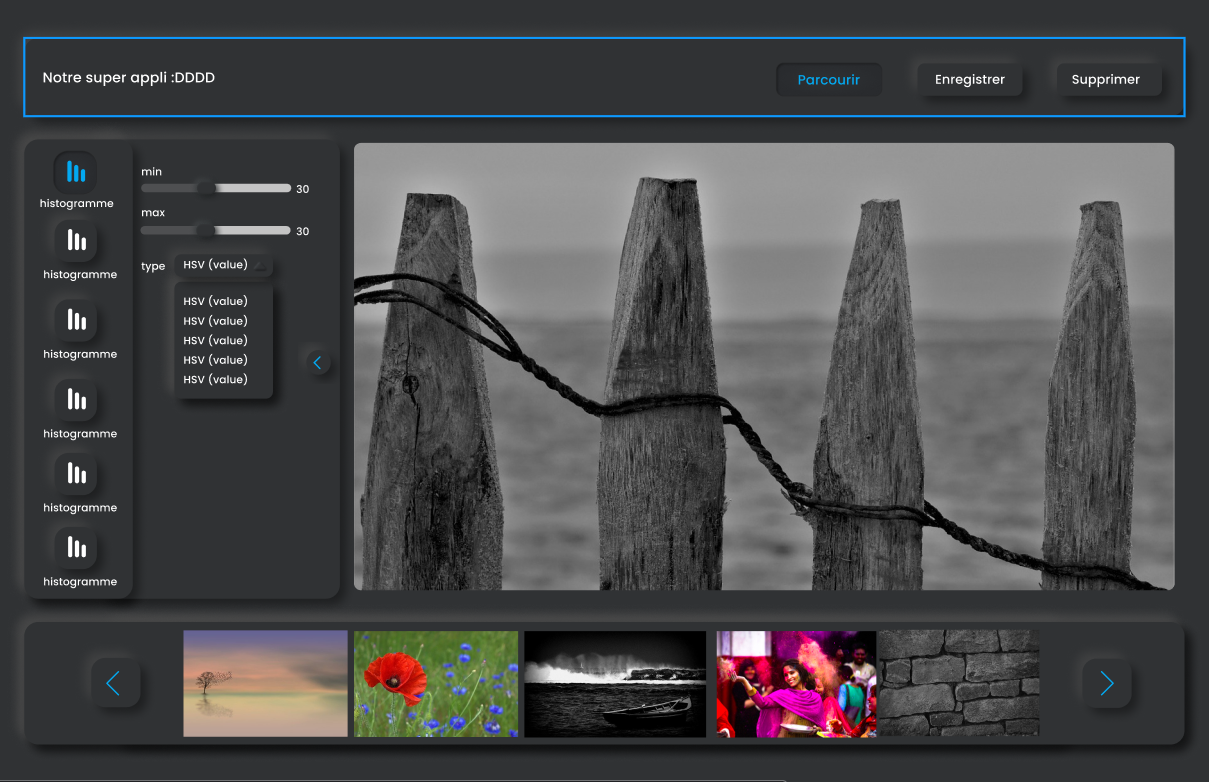 Notre super appli :DDDD
Parcourir
Enregistrer
Supprimer
histogramme
histogramme
histogramme
histogramme
histogramme
histogramme
min
30
max
30
type
HSV (value)
HSV (value)
HSV (value)
HSV (value)
HSV (value)
HSV (value)